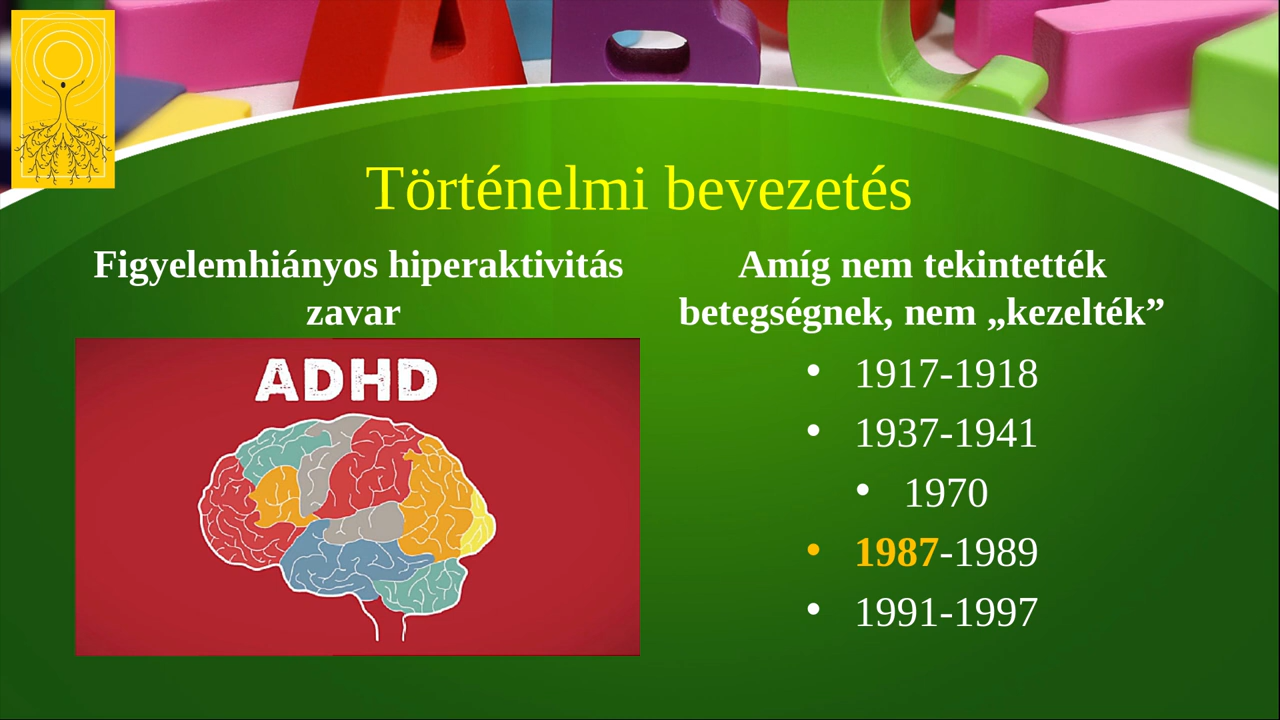 Történelmi bevezetés
Figyelemhiányos hiperaktivitás
zavar
ADHD
Amíg nem tekintették
betegségnek, nem „kezelték”
• 1917-1918
• 1937-1941
• 1970
• 1987-1989
• 1991-1997